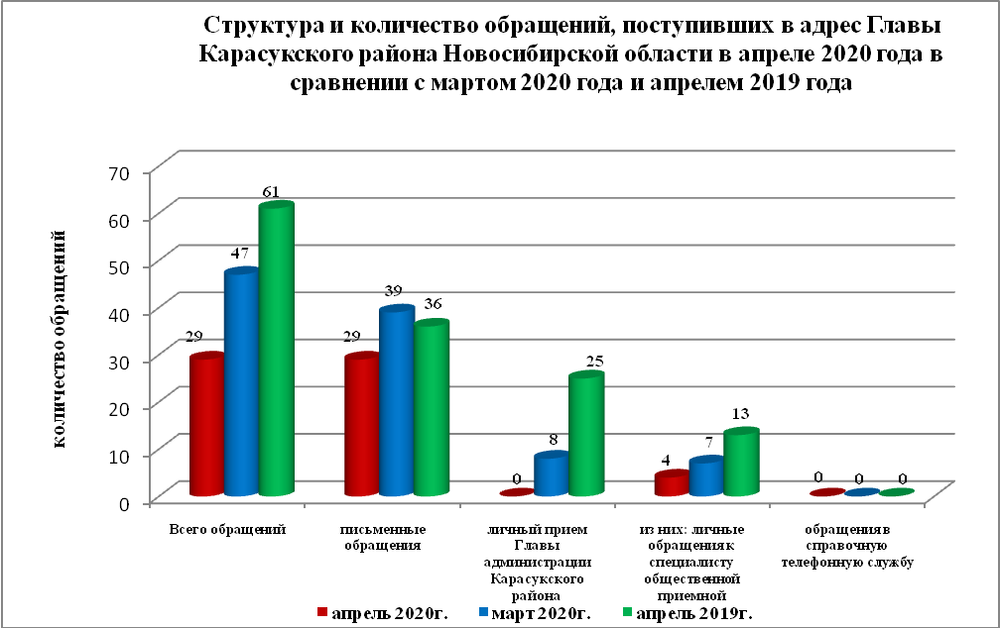 Структура и количество обращений, поступивших в адрес Главы
Карасукского района Новосибирской области в апреле 2020 года в
сравнении с мартом 2020 года и апрелем 2019 года
количество обращений
70
60
50
40
30
20
10
0
29
47
61
29
39
36
0
8
25
4
7
13
0
0
0
Всего обращений
письменные
обращения
личный прием
Главы
администрации
Карасукского
района
из них: личные
обращения к
специалисту
общественной
приемной
обращения в
справочную
телефонную службу
апрель 2020г.
март 2020г.
апрель 2019г.